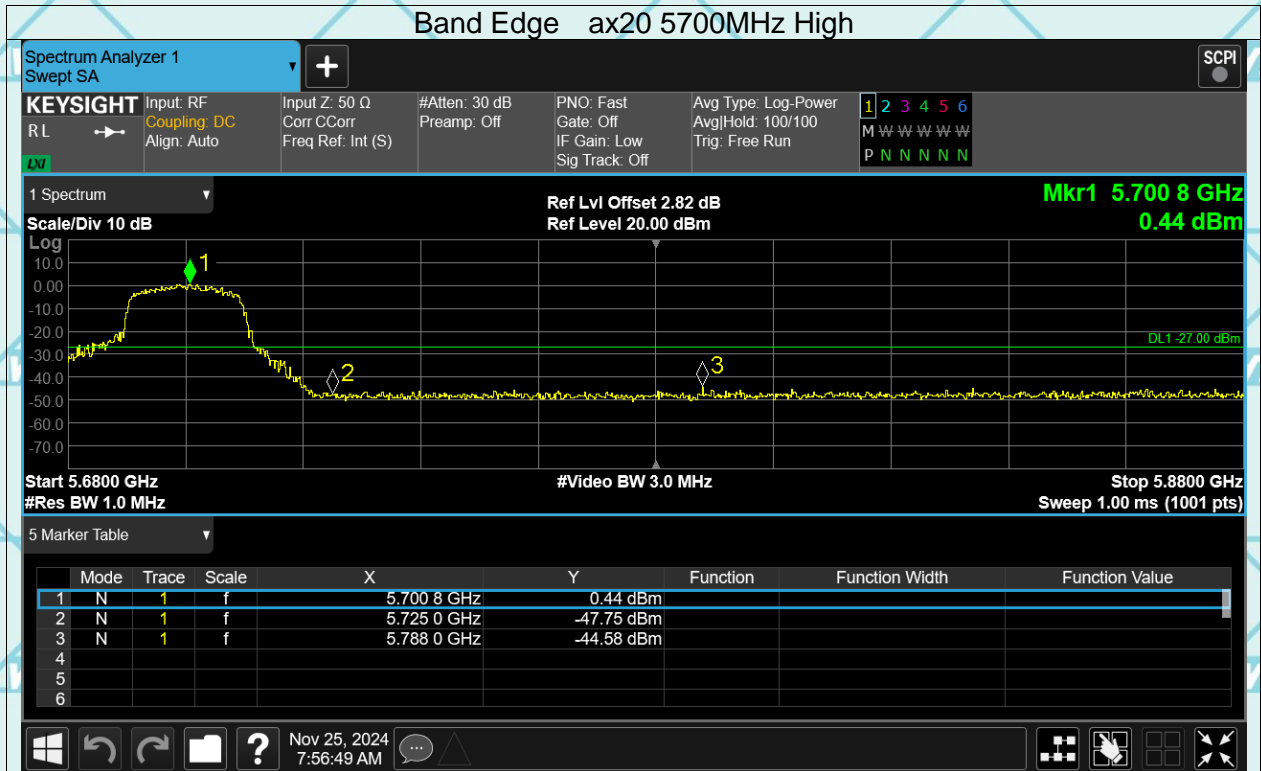 Band Edge ax20 5700MHz High
Spectrum Analyzer 1
Swept SA
SCPI
KEYSIGHT
R L
LXI
Input: RF
Coupling: DC
Align: Auto
Input Z: 50 Ω
Corr CCorr
Freq Ref: Int (S)
#Atten: 30 dB
Preamp: Off
PNO: Fast
Gate: Off
IF Gain: Low
Sig Track: Off
Avg Type: Log-Power
Avg|Hold: 100/100
Trig: Free Run
1 2 3 4 5 6
M W W W W W
P N N N N N
1 Spectrum
Scale/Div 10 dB
Ref Lvl Offset 2.82 dB
Ref Level 20.00 dBm
Mkr1 5.700 8 GHz
0.44 dBm
Log
10.0
0.00
-10.0
-20.0
-30.0
-40.0
-50.0
-60.0
-70.0
1
2
3
DL1 -27.00 dBm
Start 5.6800 GHz
#Video BW 3.0 MHz
Stop 5.8800 GHz
#Res BW 1.0 MHz
Sweep 1.00 ms (1001 pts)
5 Marker Table
Mode Trace Scale X Y Function Function Width Function Value
1 N 1 f 5.700 8 GHz 0.44 dBm
2 N 1 f 5.725 0 GHz -47.75 dBm
3 N 1 f 5.788 0 GHz -44.58 dBm
4
5
6
?
Nov 25, 2024
7:56:49 AM